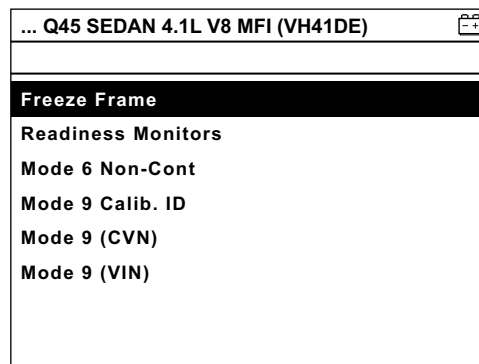 ... Q45 SEDAN 4.1L V8 MFI (VH41DE)
Freeze Frame
Readiness Monitors
Mode 6 Non-Cont
Mode 9 Calib. ID
Mode 9 (CVN)
Mode 9 (VIN)